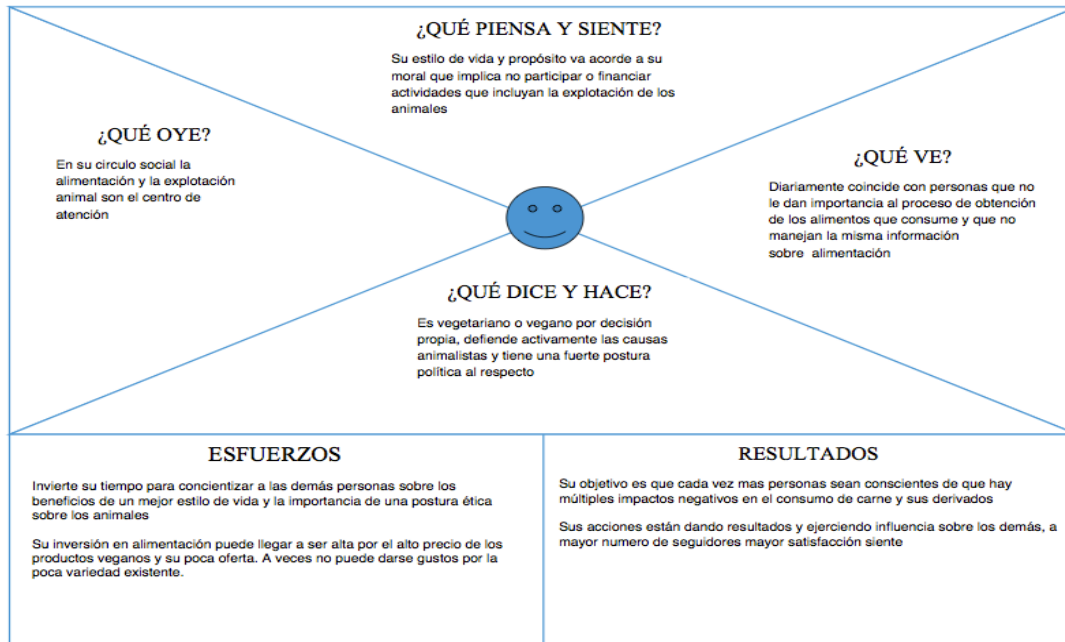 ¿QUÉ PIENSA Y SIENTE?
Su estilo de vida y propósito va acorde a su
moral que implica no participar o financiar
actividades que incluyan la explotación de los
animales
¿QUÉ OYE?
En su circulo social la
alimentación y la explotación
animal son el centro de
atención
¿QUÉ VE?
Diariamente coincide con personas que no
le dan importancia al proceso de obtención
de los alimentos que consume y que no
manejan la misma información
sobre alimentación
¿QUÉ DICE Y HACE?
Es vegetariano o vegano por decisión
propia, defiende activamente las causas
animalistas y tiene una fuerte postura
política al respecto
ESFUERZOS
Invierte su tiempo para concientizar a las demás personas sobre los
beneficios de un mejor estilo de vida y la importancia de una postura ética
sobre los animales
Su inversión en alimentación puede llegar a ser alta por el alto precio de los
productos veganos y su poca oferta. A veces no puede darse gustos por la
poca variedad existente.
RESULTADOS
Su objetivo es que cada vez mas personas sean conscientes de que hay
múltiples impactos negativos en el consumo de carne y sus derivados
Sus acciones están dando resultados y ejerciendo influencia sobre los demás, a
mayor numero de seguidores mayor satisfacción siente